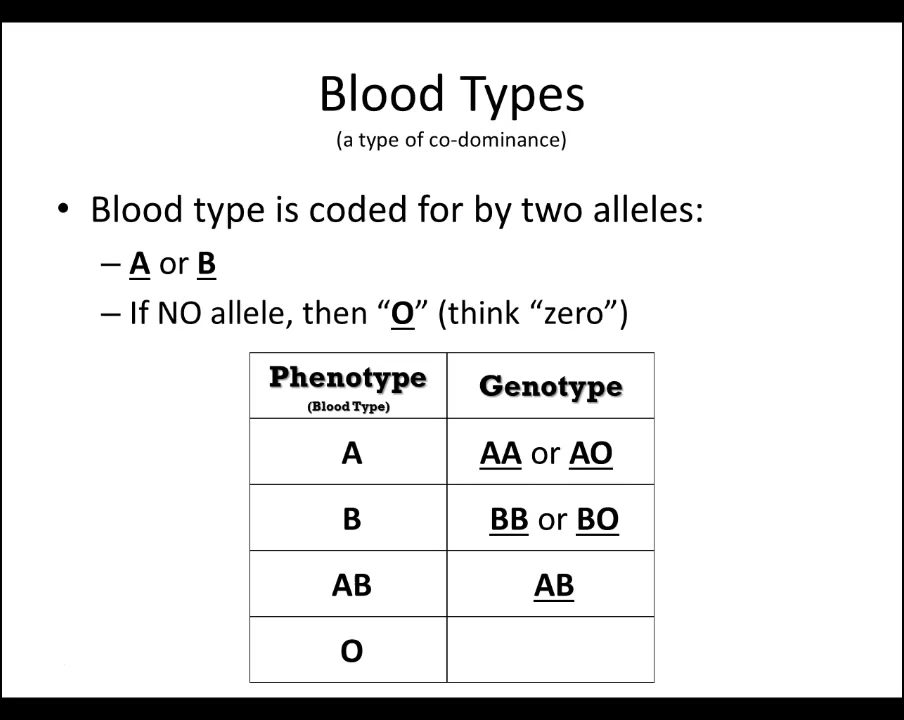 Blood Types
(a type of co-dominance)
• Blood type is coded for by two alleles:
– A or B
– If NO allele, then “O” (think “zero”)
Phenotype Genotype
(Blood Type)
A AA or AO
B BB or BO
AB AB
O